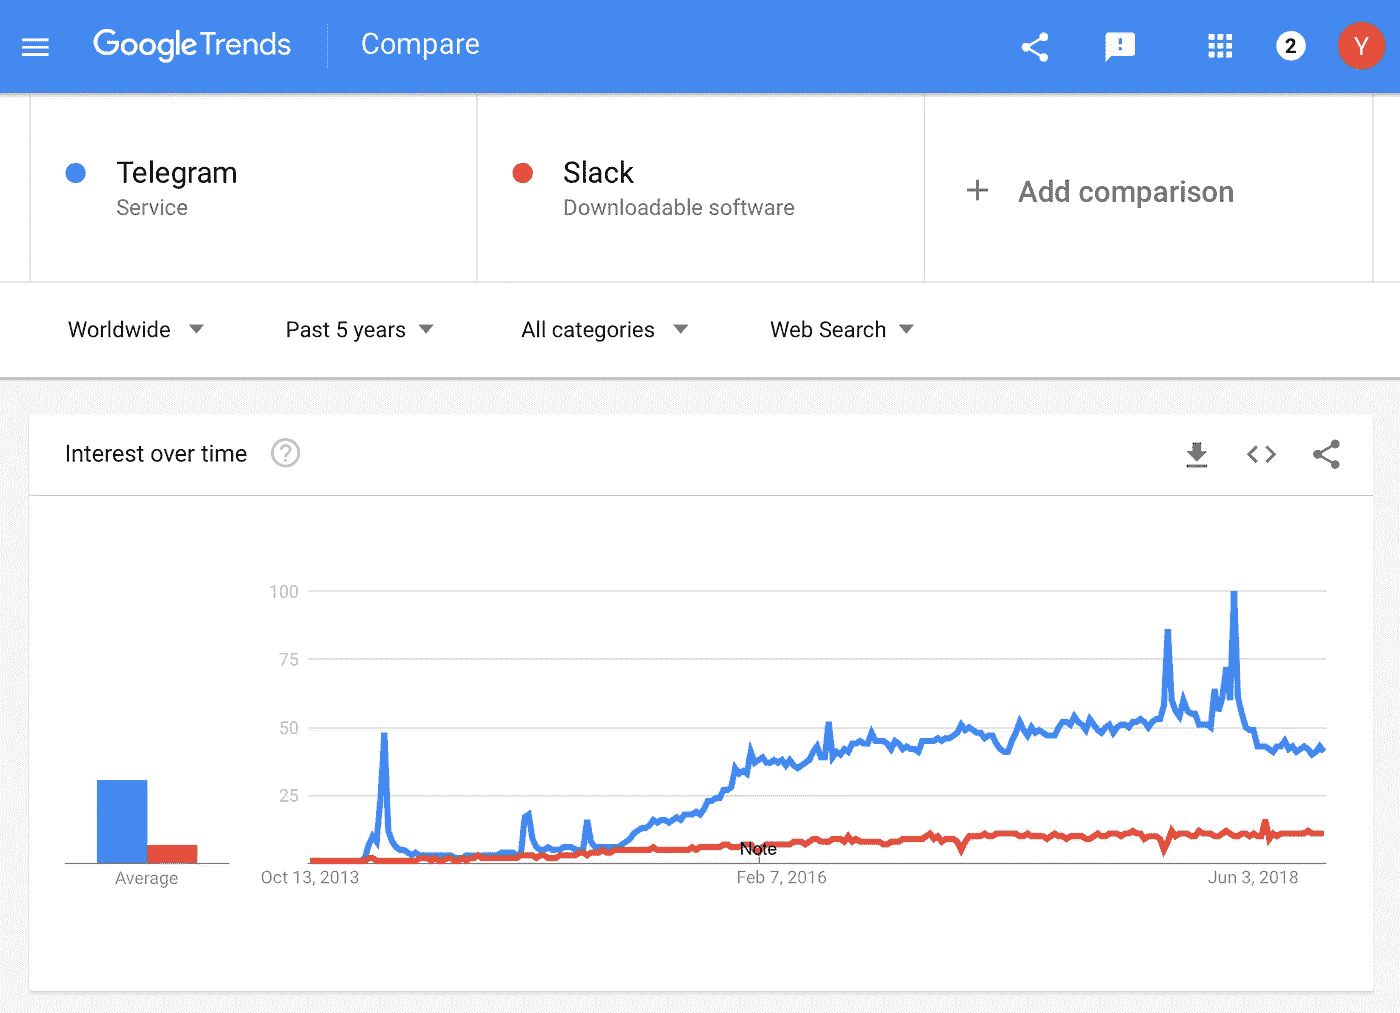 Google Trends Compare 2 Y
Telegram
Service
Slack
Downloadable software
+ Add comparison
Worldwide Past 5 years All categories Web Search
Interest over time ?
100
75
50
25
Note
Average Oct 13, 2013 Feb 7, 2016 Jun 3, 2018